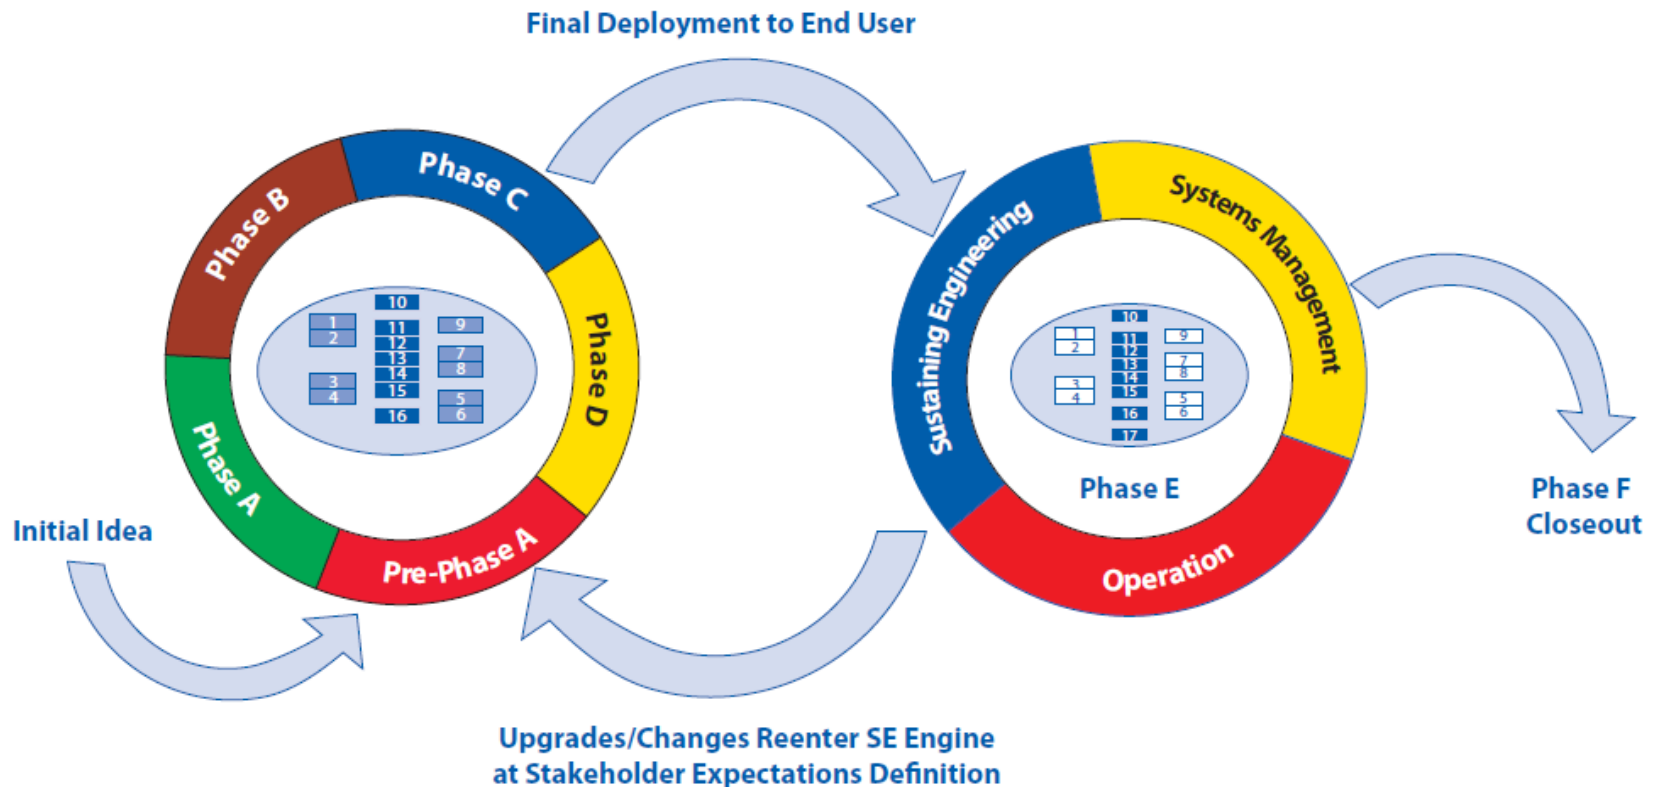 Final Deployment to End User
Phase C
Phase B
Phase D
Phase A
Pre-Phase A
10
1
2
11
12
13
14
15
9
7
8
3
4
5
6
16
Initial Idea
Sustaining Engineering
Systems Management
Operation
10
1
2
11
12
13
14
15
9
7
8
3
4
5
6
16
17
Phase E
Phase F
Closeout
Upgrades/Changes Reenter SE Engine
at Stakeholder Expectations Definition